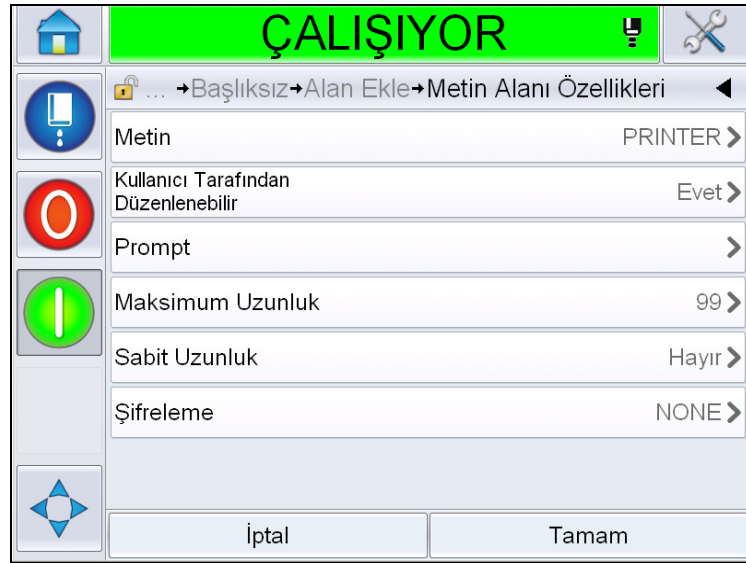 ÇALIŞIYOR
... →Başlıksız→Alan Ekle→Metin Alanı Özellikleri
Metin PRINTER
Kullanıcı Tarafından
Düzenlenebilir Evet
Prompt
Maksimum Uzunluk 99
Sabit Uzunluk Hayır
Şifreleme NONE
İptal Tamam